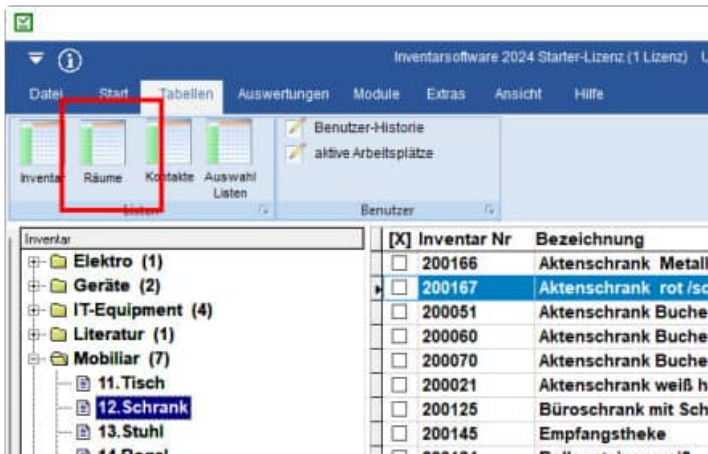 Inventarsoftware 2024 Starter-Lizenz (1 Lizenz) U
Datei Start Tabellen Auswertungen Module Extras Ansicht Hilfe
Benutzer-Historie
aktive Arbeitsplätze
Inventar Räume Kontakte Auswahl
Listen
Listen Benutzer
Inventar
Elektro (1)
Geräte (2)
IT-Equipment (4)
Literatur (1)
Mobiliar (7)
11.Tisch
12.Schrank
13.Stuhl
[X] Inventar Nr Bezeichnung
200166 Aktenschrank Metall
200167 Aktenschrank rot /sc
200051 Aktenschrank Buche
200060 Aktenschrank Buche
200070 Aktenschrank Buche
200021 Aktenschrank weiß h
200125 Büroschrank mit Sch
200145 Empfangstheke